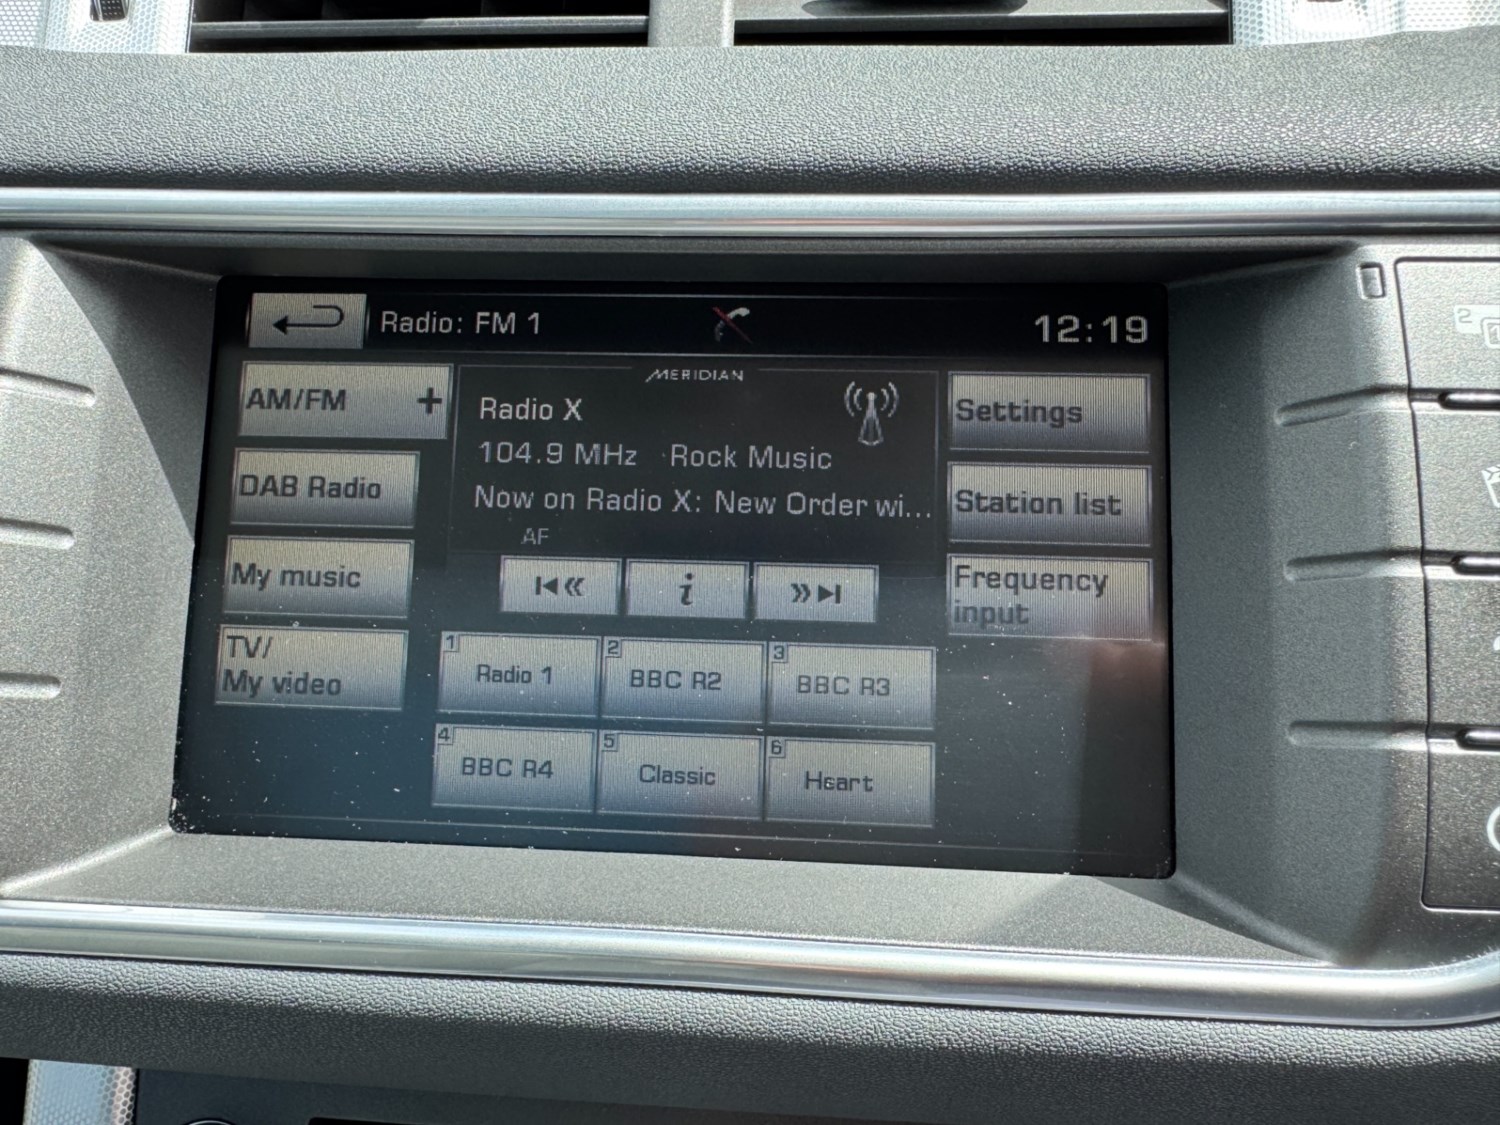 Radio: FM 1
12:19
AM/FM +
MERIDIAN
Radio X
104.9 MHz Rock Music
Now on Radio X: New Order wi...
AF
Settings
DAB Radio
Station list
My music
i
Frequency
input
TV/
My video
1 Radio 1
2 BBC R2
3 BBC R3
4 BBC R4
5 Classic
6 Heart
2
1